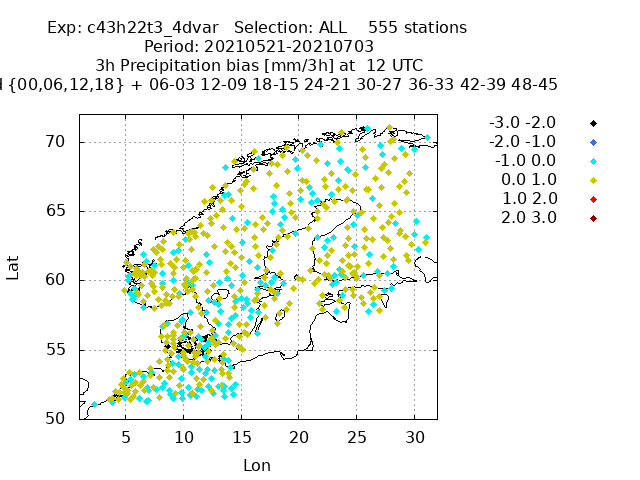 Exp: c43h22t3_4dvar   Selection: ALL    555 stations
Period: 20210521-20210703
3h Precipitation bias [mm/3h] at  12 UTC
{00,06,12,18} + 06-03 12-09 18-15 24-21 30-27 36-33 42-39 48-45
-3.0 -2.0
-2.0 -1.0
-1.0 0.0
0.0 1.0
1.0 2.0
2.0 3.0
70
65
60
55
50
Lat
5 10 15 20 25 30
Lon